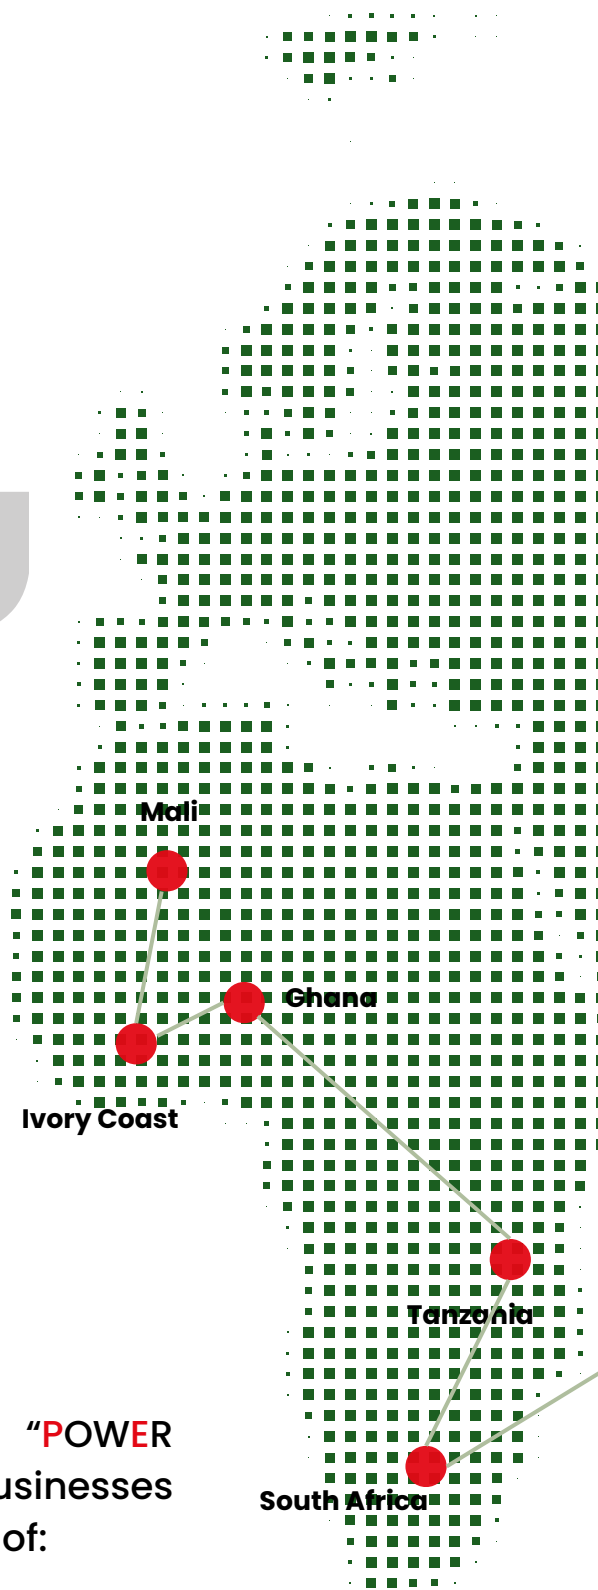 Mali
Ghana
Ivory Coast
Tanzania
“POWER
usinesses
South Africa
of: